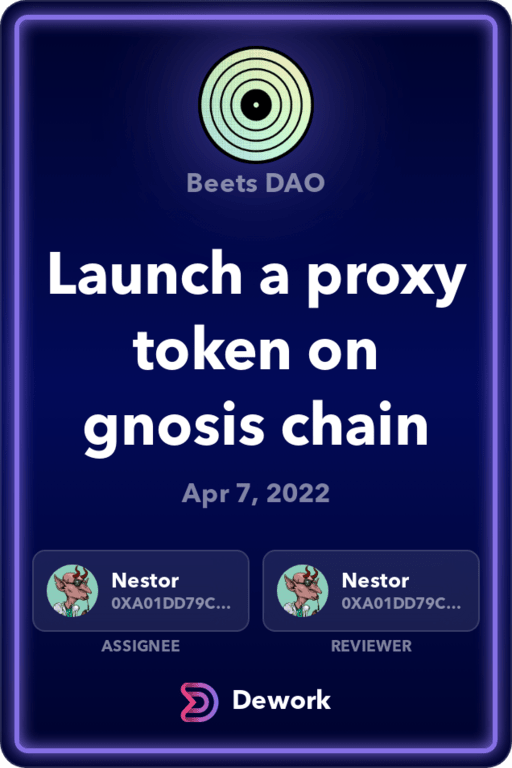 Beets DAO
Launch a proxy
token on
gnosis chain
Apr 7, 2022
Nestor
0XA01DD79C...
ASSIGNEE
Nestor
0XA01DD79C...
REVIEWER
Dework